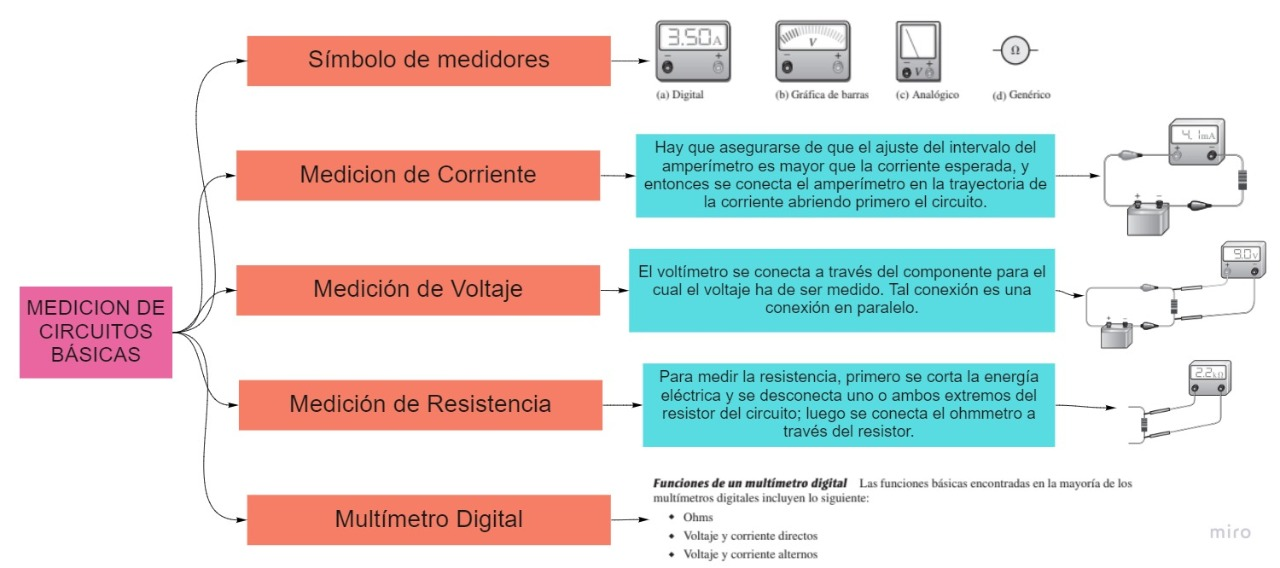 Símbolo de medidores
3.50A
V
V
Ω
(a) Digital
(b) Gráfica de barras
(c) Analógico
(d) Genérico
Medicion de Corriente
Hay que asegurarse de que el ajuste del intervalo del
amperímetro es mayor que la corriente esperada, y
entonces se conecta el amperímetro en la trayectoria de
la corriente abriendo primero el circuito.
4.1mA
MEDICION DE
CIRCUITOS
BÁSICAS
Medición de Voltaje
El voltímetro se conecta a través del componente para el
cual el voltaje ha de ser medido. Tal conexión es una
conexión en paralelo.
9.0V
Medición de Resistencia
Para medir la resistencia, primero se corta la energía
eléctrica y se desconecta uno o ambos extremos del
resistor del circuito; luego se conecta el ohmmetro a
través del resistor.
2.2kΩ
Multímetro Digital
Funciones de un multímetro digital Las funciones básicas encontradas en la mayoría de los
multímetros digitales incluyen lo siguiente:
◆ Ohms
◆ Voltaje y corriente directos
◆ Voltaje y corriente alternos
miro